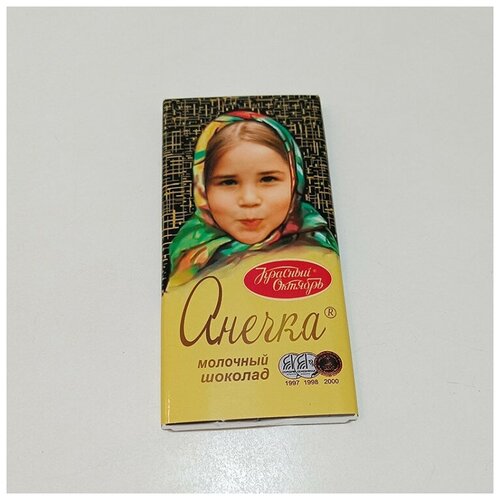 Красный
Октябрь
Анечка®
молочный
шоколад
1997 1998 2000